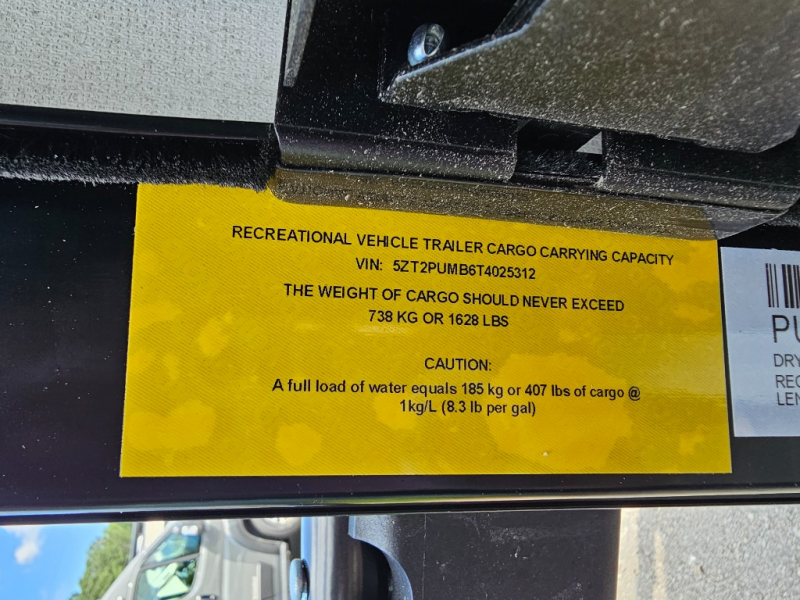 RECREATIONAL VEHICLE TRAILER CARGO CARRYING CAPACITY
VIN: 5ZT2PUMB6T4025312
THE WEIGHT OF CARGO SHOULD NEVER EXCEED
738 KG OR 1628 LBS
CAUTION:
A full load of water equals 185 kg or 407 lbs of cargo @
1kg/L (8.3 lb per gal)